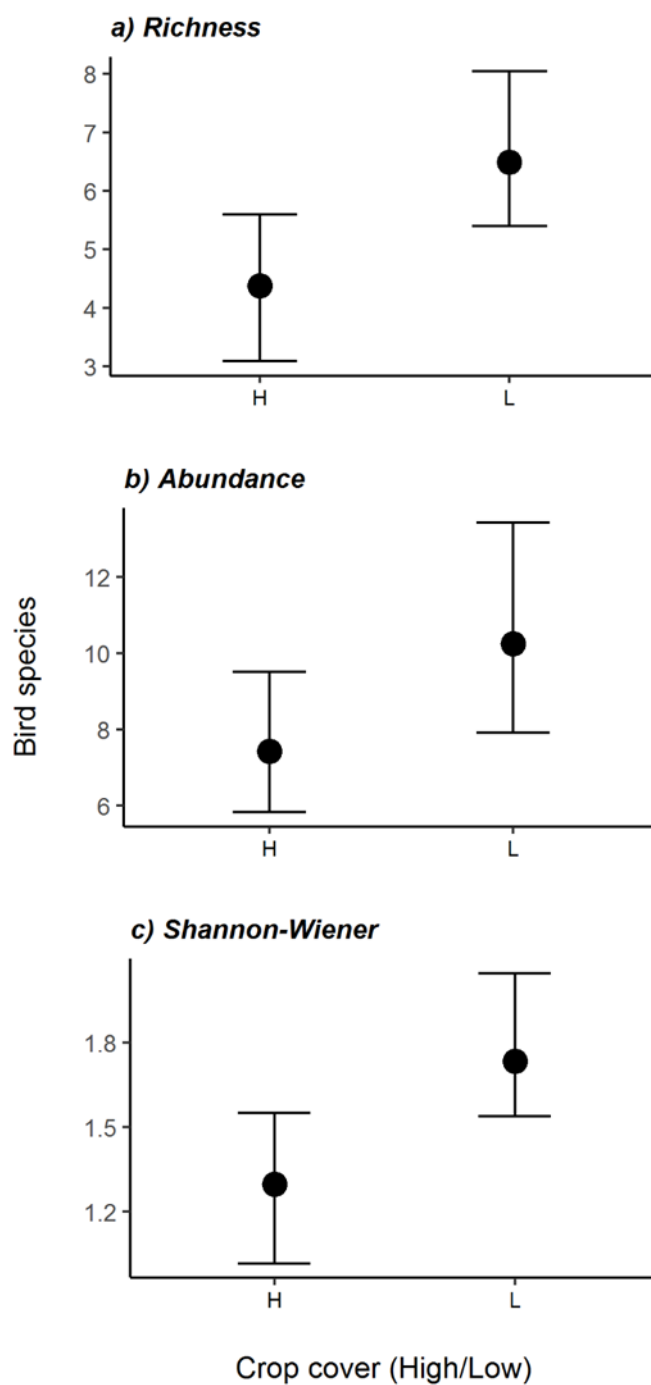 a) Richness
8
7
6
5
4
3
H L
b) Abundance
12
10
8
6
H L
Bird species
c) Shannon-Wiener
1.8
1.5
1.2
H L
Crop cover (High/Low)